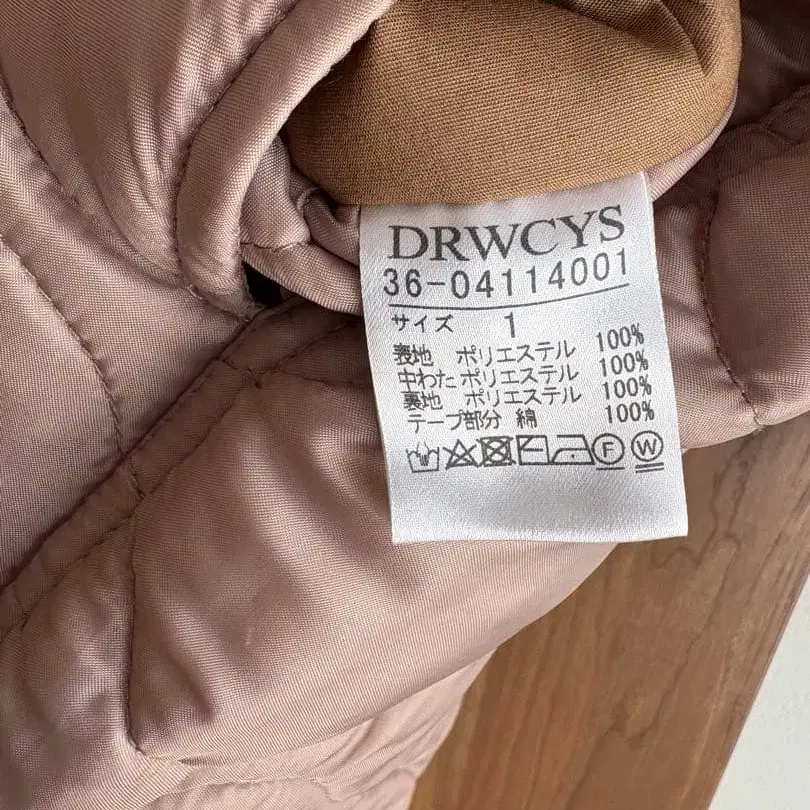 DRWCYS
36-04114001
サイズ 1
表地 ポリエステル 100%
中わた ポリエステル 100%
裏地 ポリエステル 100%
テープ部分 綿 100%
F W